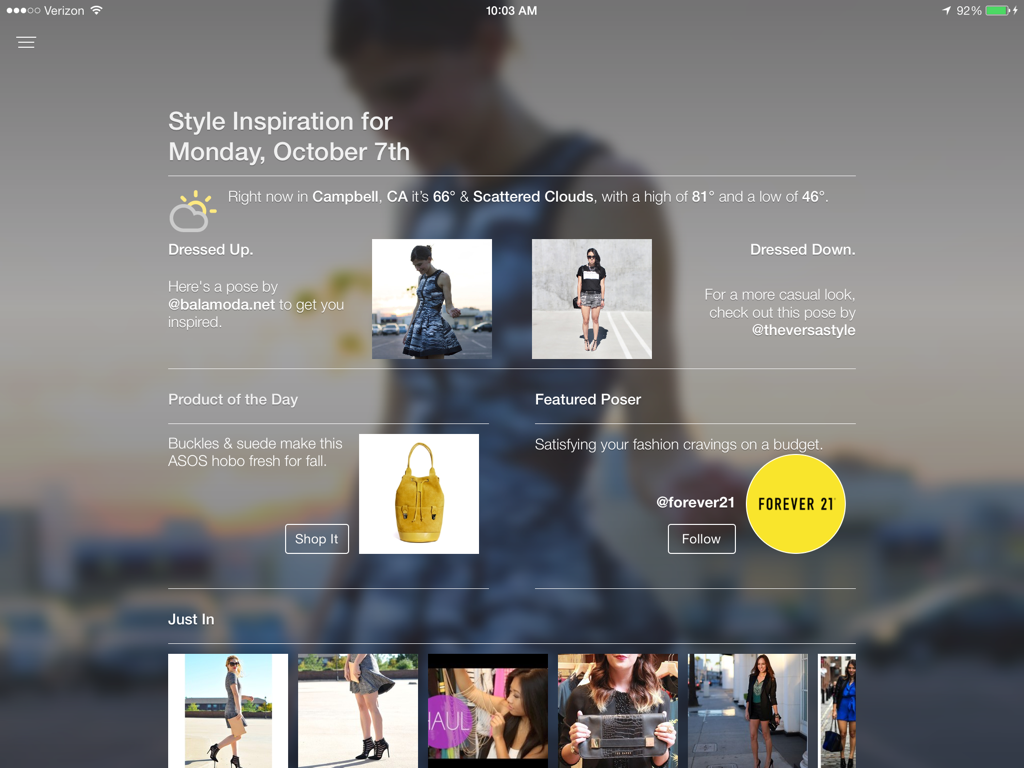 Verizon 10:03 AM 92%
Style Inspiration for
Monday, October 7th
Right now in Campbell, CA it's 66° & Scattered Clouds, with a high of 81° and a low of 46°.
Dressed Up.
Here's a pose by
@balamoda.net to get you
inspired.
Dressed Down.
For a more casual look,
check out this pose by
@theversastyle
Product of the Day
Buckles & suede make this
ASOS hobo fresh for fall.
Shop It
Featured Poser
Satisfying your fashion cravings on a budget.
@forever21
Follow
FOREVER 21
Just In
HAUL